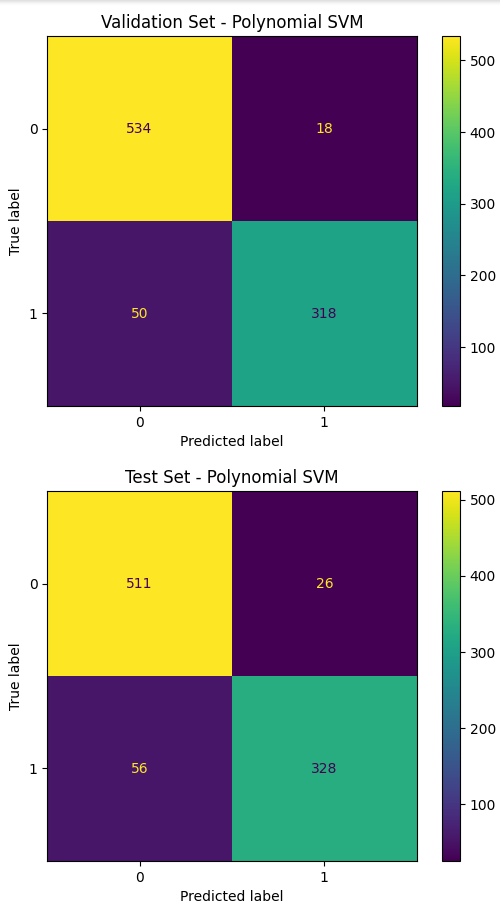 Validation Set - Polynomial SVM
500
0 534 18
400
300
True label
200
1 50 318
100
0 1
Predicted label
Test Set - Polynomial SVM
500
0 511 26
400
300
True label
200
1 56 328
100
0 1
Predicted label